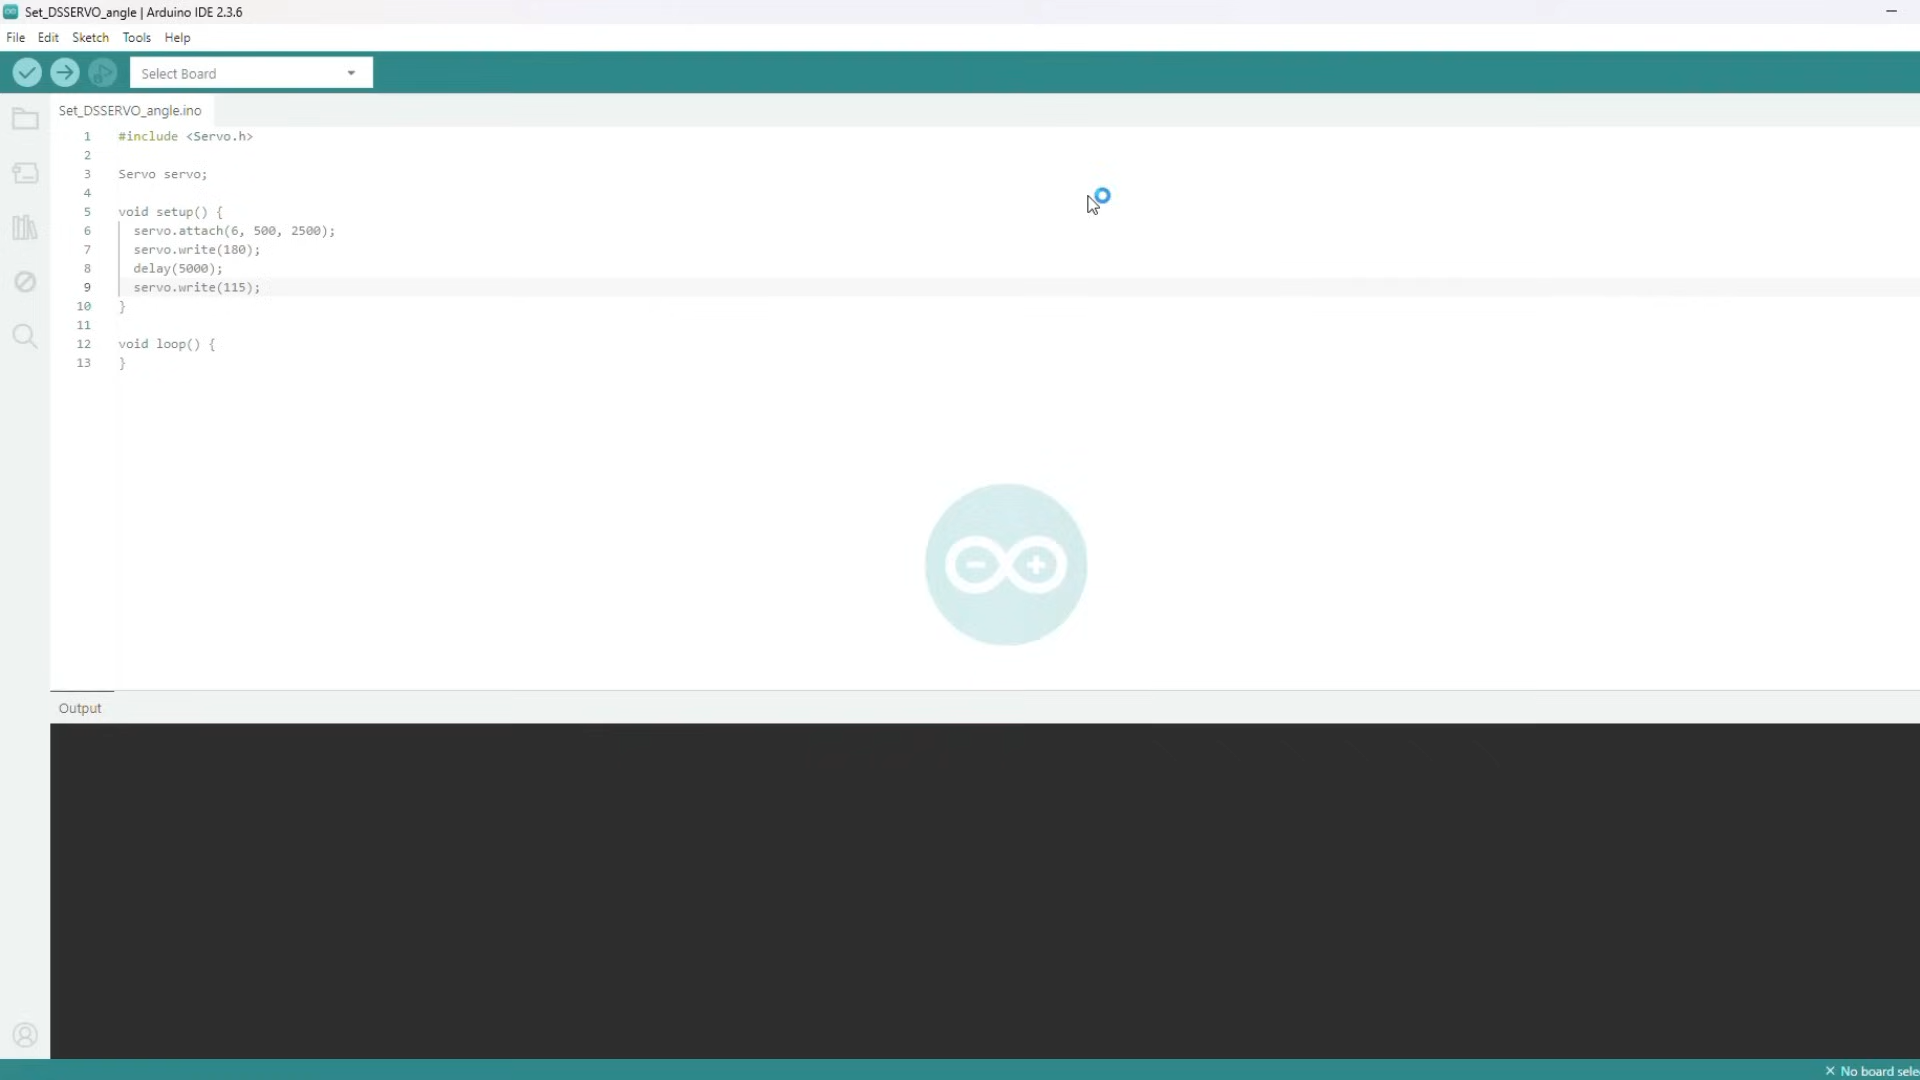 Set_DSSERVO_angle | Arduino IDE 2.3.6
File Edit Sketch Tools Help
Select Board
Set_DSSERVO_angle.ino
1 #include <Servo.h>
2
3 Servo servo;
4
5 void setup() {
6 servo.attach(6, 500, 2500);
7 servo.write(180);
8 delay(5000);
9 servo.write(115);
10 }
11
12 void loop() {
13 }
Output
No board sele